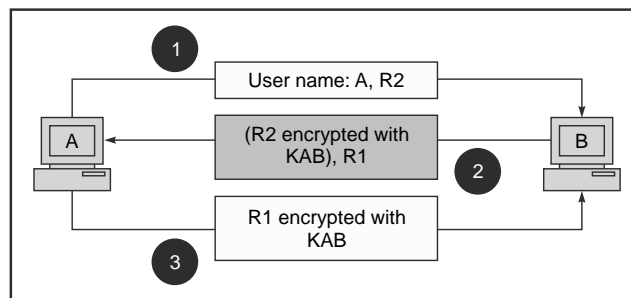 1
User name: A, R2
A
(R2 encrypted with
KAB), R1
B
2
R1 encrypted with
KAB
3